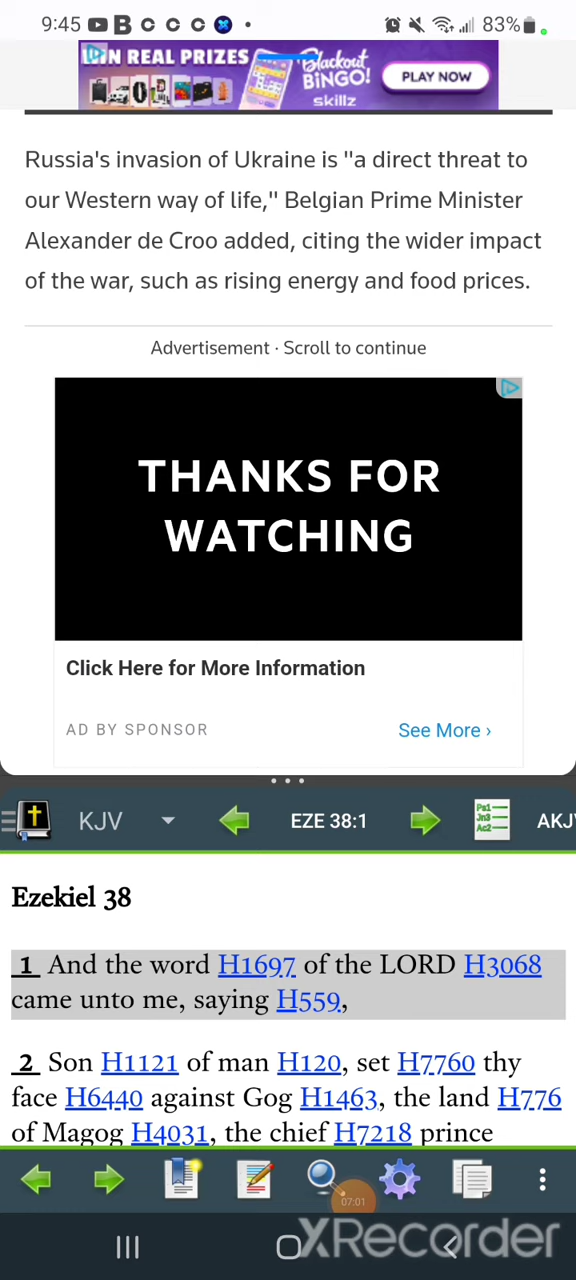 9:45 B C C C • 83%
WIN REAL PRIZES Blackout BINGO! skillz PLAY NOW
Russia's invasion of Ukraine is "a direct threat to
our Western way of life," Belgian Prime Minister
Alexander de Croo added, citing the wider impact
of the war, such as rising energy and food prices.
Advertisement · Scroll to continue
THANKS FOR
WATCHING
Click Here for More Information
AD BY SPONSOR See More ›
KJV EZE 38:1 AKJV
Ps1
Jn3
Ac2
Ezekiel 38
1 And the word H1697 of the LORD H3068
came unto me, saying H559,
2 Son H1121 of man H120, set H7760 thy
face H6440 against Gog H1463, the land H776
of Magog H4031, the chief H7218 prince
07:01
XRecorder